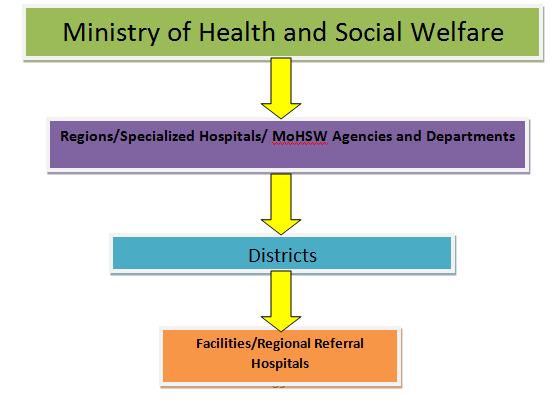 Ministry of Health and Social Welfare
Regions/Specialized Hospitals/ MoHSW Agencies and Departments
Districts
Facilities/Regional Referral
Hospitals